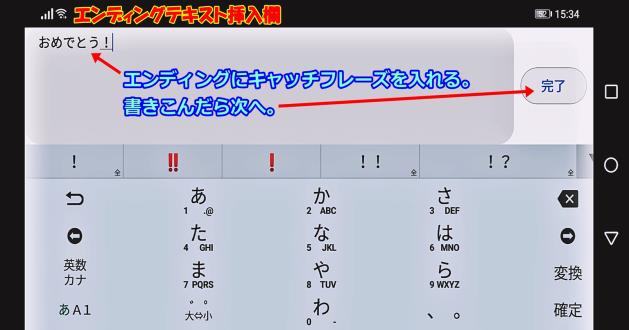 エンディングテキスト挿入欄
15:34
おめでとう!
エンディングにキャッチフレーズを入れる。
書きこんだら次へ。
完了
! 全
!!
!
!! 全
!? 全
あ 1 .@
か 2 ABC
さ 3 DEF
た 4 GHI
な 5 JKL
は 6 MNO
英数 カナ
ま 7 PQRS
や 8 TUV
ら 9 WXYZ
変換
あA1
゛゜ 大⇔小
わ 0 -
、。
確定